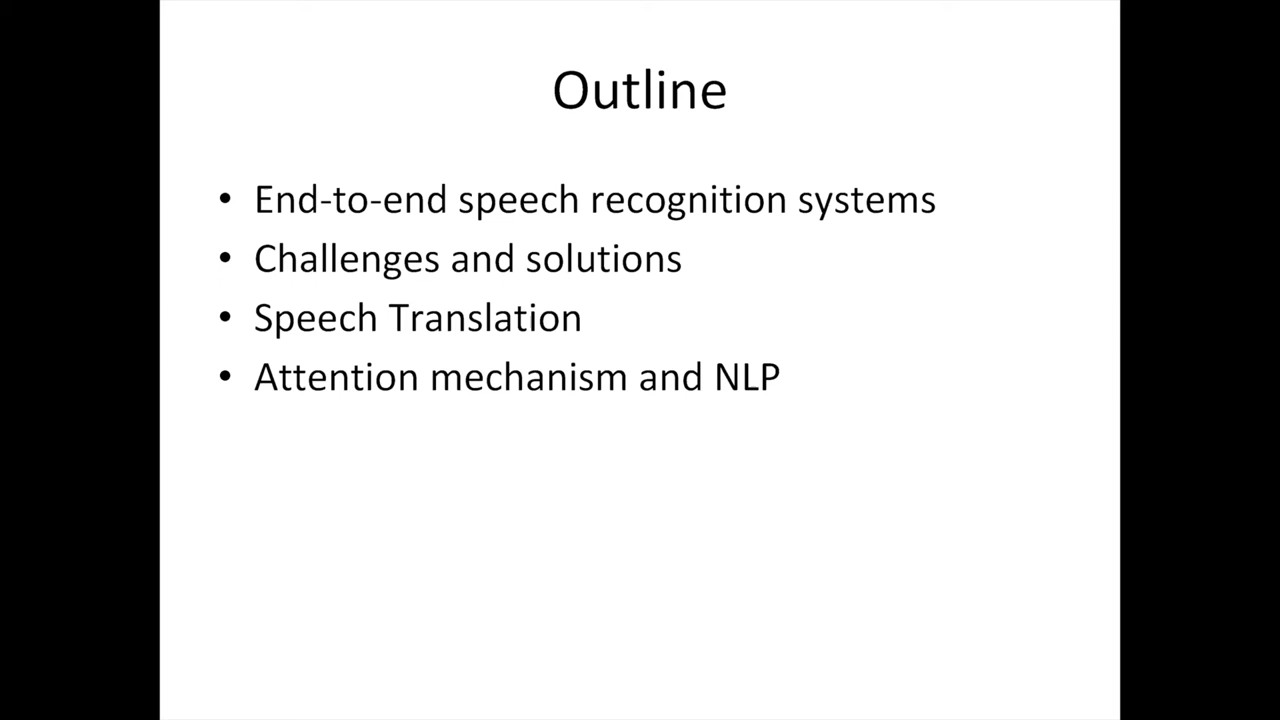 Outline
• End-to-end speech recognition systems
• Challenges and solutions
• Speech Translation
• Attention mechanism and NLP